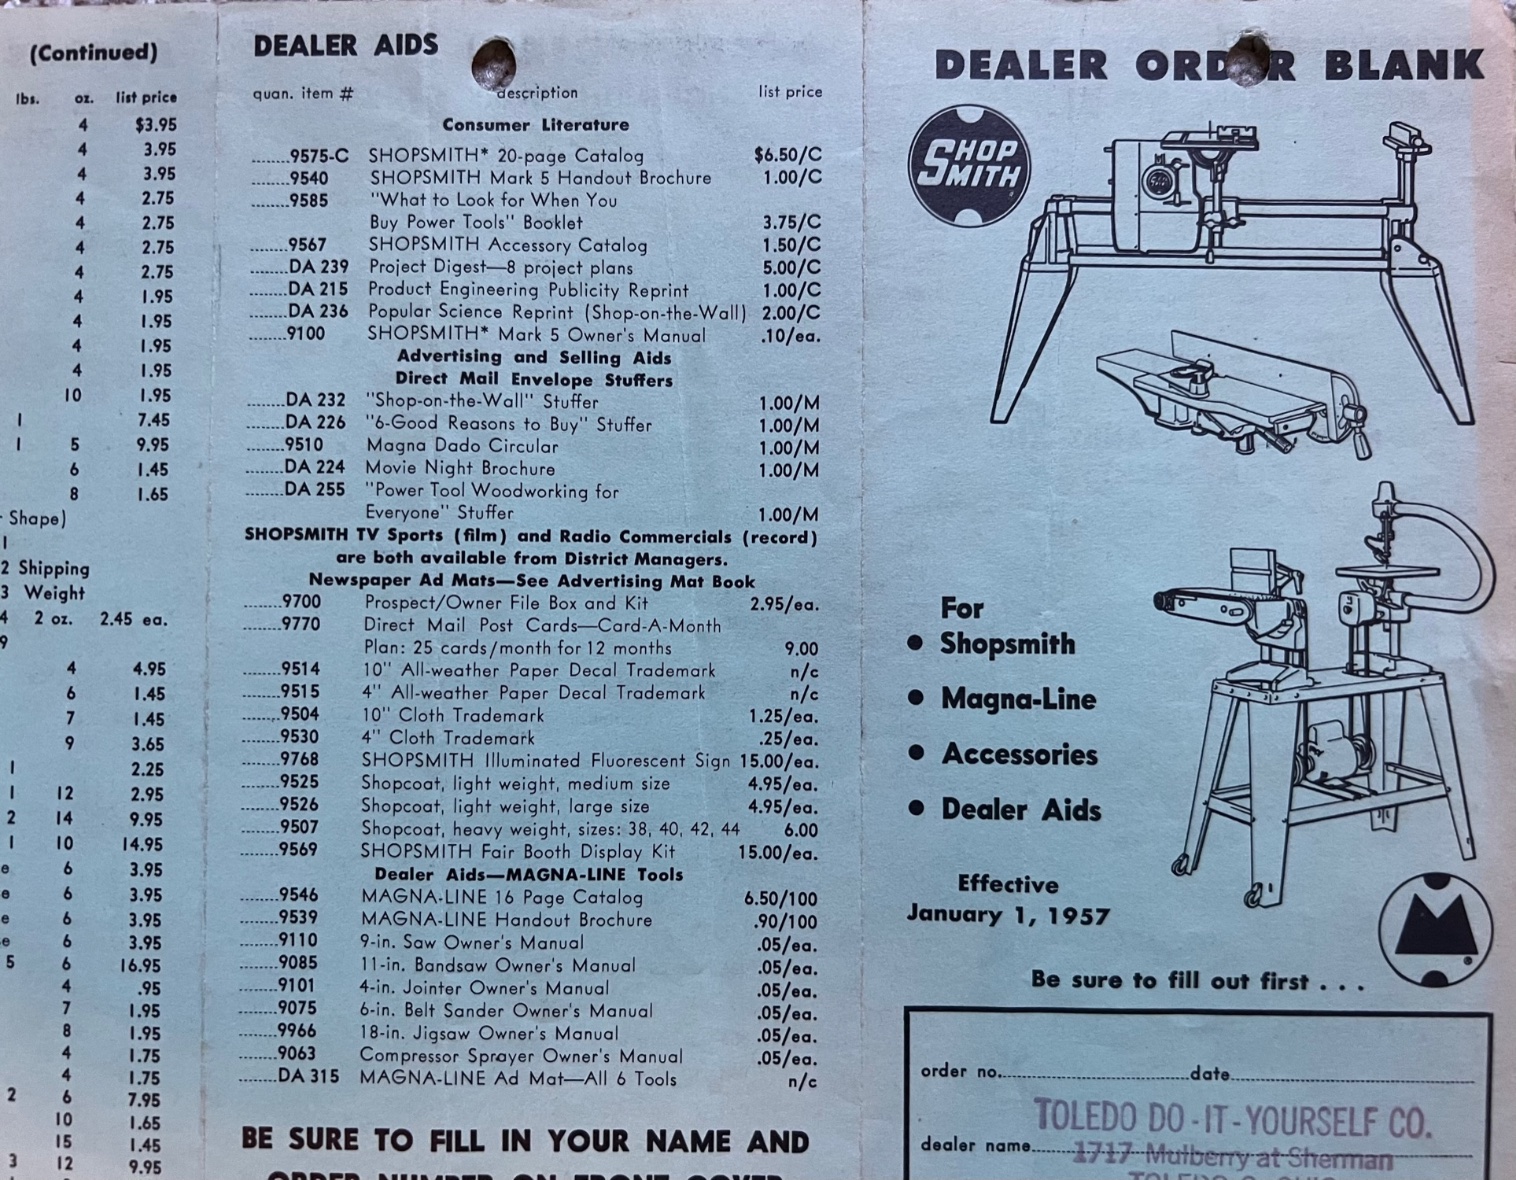 (Continued)
lbs. oz. list price
4 $3.95
4 3.95
4 3.95
4 2.75
4 2.75
4 2.75
4 2.75
4 1.95
4 1.95
4 1.95
4 1.95
10 1.95
1 7.45
1 5 9.95
6 1.45
8 1.65
Shape)
1
2 Shipping
3 Weight
4 2 oz. 2.45 ea.
9
4 4.95
6 1.45
7 1.45
9 3.65
1 2.25
1 12 2.95
2 14 9.95
1 10 14.95
e 6 3.95
e 6 3.95
e 6 3.95
e 6 3.95
5 6 16.95
4 .95
7 1.95
8 1.95
4 1.75
4 1.75
2 6 7.95
10 1.65
15 1.45
3 12 9.95
DEALER AIDS
quan. item # description list price
Consumer Literature
........9575-C SHOPSMITH* 20-page Catalog $6.50/C
........9540 SHOPSMITH Mark 5 Handout Brochure 1.00/C
........9585 "What to Look for When You
Buy Power Tools" Booklet 3.75/C
........9567 SHOPSMITH Accessory Catalog 1.50/C
........DA 239 Project Digest—8 project plans 5.00/C
........DA 215 Product Engineering Publicity Reprint 1.00/C
........DA 236 Popular Science Reprint (Shop-on-the-Wall) 2.00/C
........9100 SHOPSMITH* Mark 5 Owner's Manual .10/ea.
Advertising and Selling Aids
Direct Mail Envelope Stuffers
........DA 232 "Shop-on-the-Wall" Stuffer 1.00/M
........DA 226 "6-Good Reasons to Buy" Stuffer 1.00/M
........9510 Magna Dado Circular 1.00/M
........DA 224 Movie Night Brochure 1.00/M
........DA 255 "Power Tool Woodworking for
Everyone" Stuffer 1.00/M
SHOPSMITH TV Sports (film) and Radio Commercials (record)
are both available from District Managers.
Newspaper Ad Mats—See Advertising Mat Book
........9700 Prospect/Owner File Box and Kit 2.95/ea.
........9770 Direct Mail Post Cards—Card-A-Month
Plan: 25 cards/month for 12 months 9.00
........9514 10" All-weather Paper Decal Trademark n/c
........9515 4" All-weather Paper Decal Trademark n/c
........9504 10" Cloth Trademark 1.25/ea.
........9530 4" Cloth Trademark .25/ea.
........9768 SHOPSMITH Illuminated Fluorescent Sign 15.00/ea.
........9525 Shopcoat, light weight, medium size 4.95/ea.
........9526 Shopcoat, light weight, large size 4.95/ea.
........9507 Shopcoat, heavy weight, sizes: 38, 40, 42, 44 6.00
........9569 SHOPSMITH Fair Booth Display Kit 15.00/ea.
Dealer Aids—MAGNA-LINE Tools
........9546 MAGNA-LINE 16 Page Catalog 6.50/100
........9539 MAGNA-LINE Handout Brochure .90/100
........9110 9-in. Saw Owner's Manual .05/ea.
........9085 11-in. Bandsaw Owner's Manual .05/ea.
........9101 4-in. Jointer Owner's Manual .05/ea.
........9075 6-in. Belt Sander Owner's Manual .05/ea.
........9966 18-in. Jigsaw Owner's Manual .05/ea.
........9063 Compressor Sprayer Owner's Manual .05/ea.
........DA 315 MAGNA-LINE Ad Mat—All 6 Tools n/c
BE SURE TO FILL IN YOUR NAME AND
ORDER NUMBER ON FRONT COVER
DEALER ORDER BLANK
SHOP
SMITH
For
● Shopsmith
● Magna-Line
● Accessories
● Dealer Aids
Effective
January 1, 1957
M
®
Be sure to fill out first . . .
order no. date
TOLEDO DO-IT-YOURSELF CO.
dealer name 1717 Mulberry at Sherman